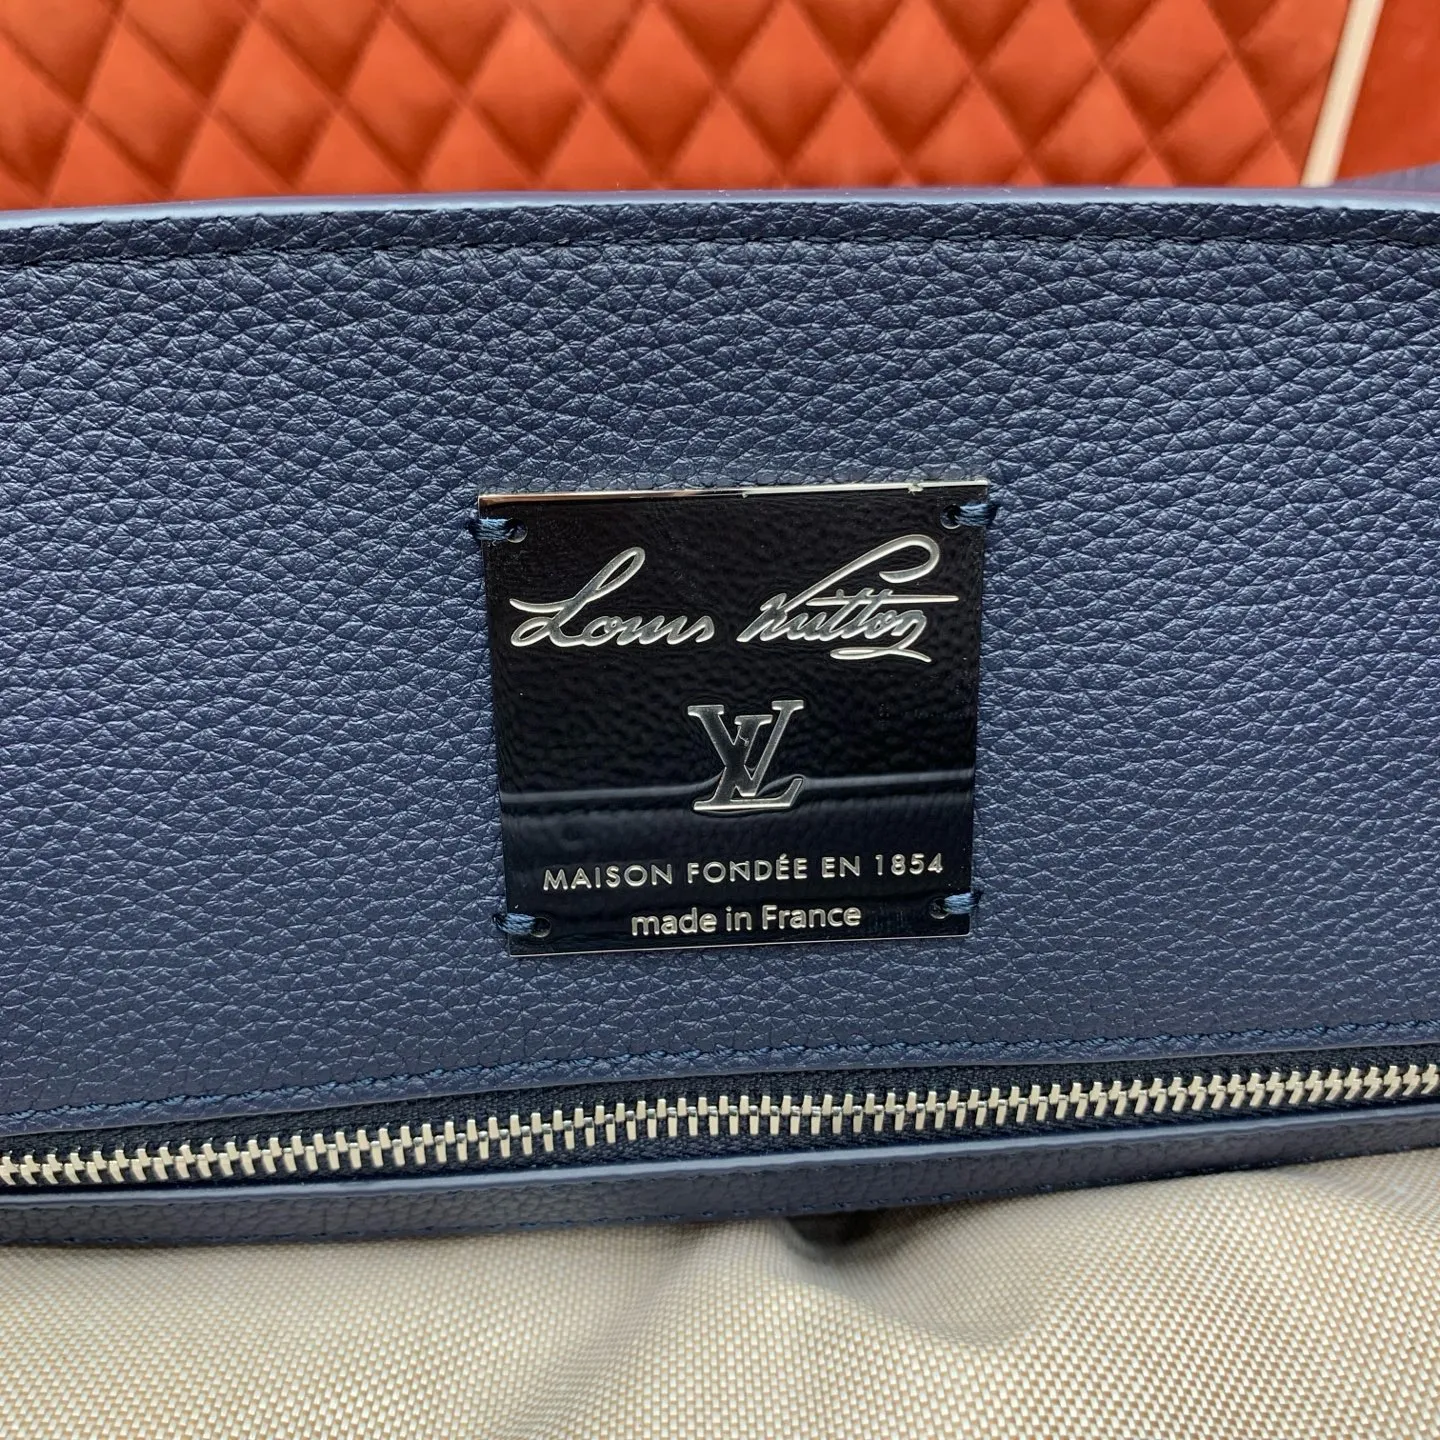 Louis Vuitton
LV
MAISON FONDÉE EN 1854
made in France